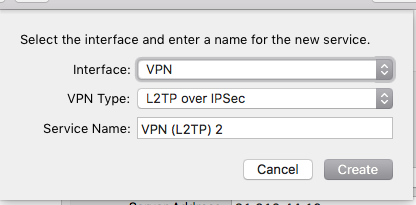 Select the interface and enter a name for the new service.
Interface: VPN
VPN Type: L2TP over IPSec
Service Name: VPN (L2TP) 2
Cancel Create